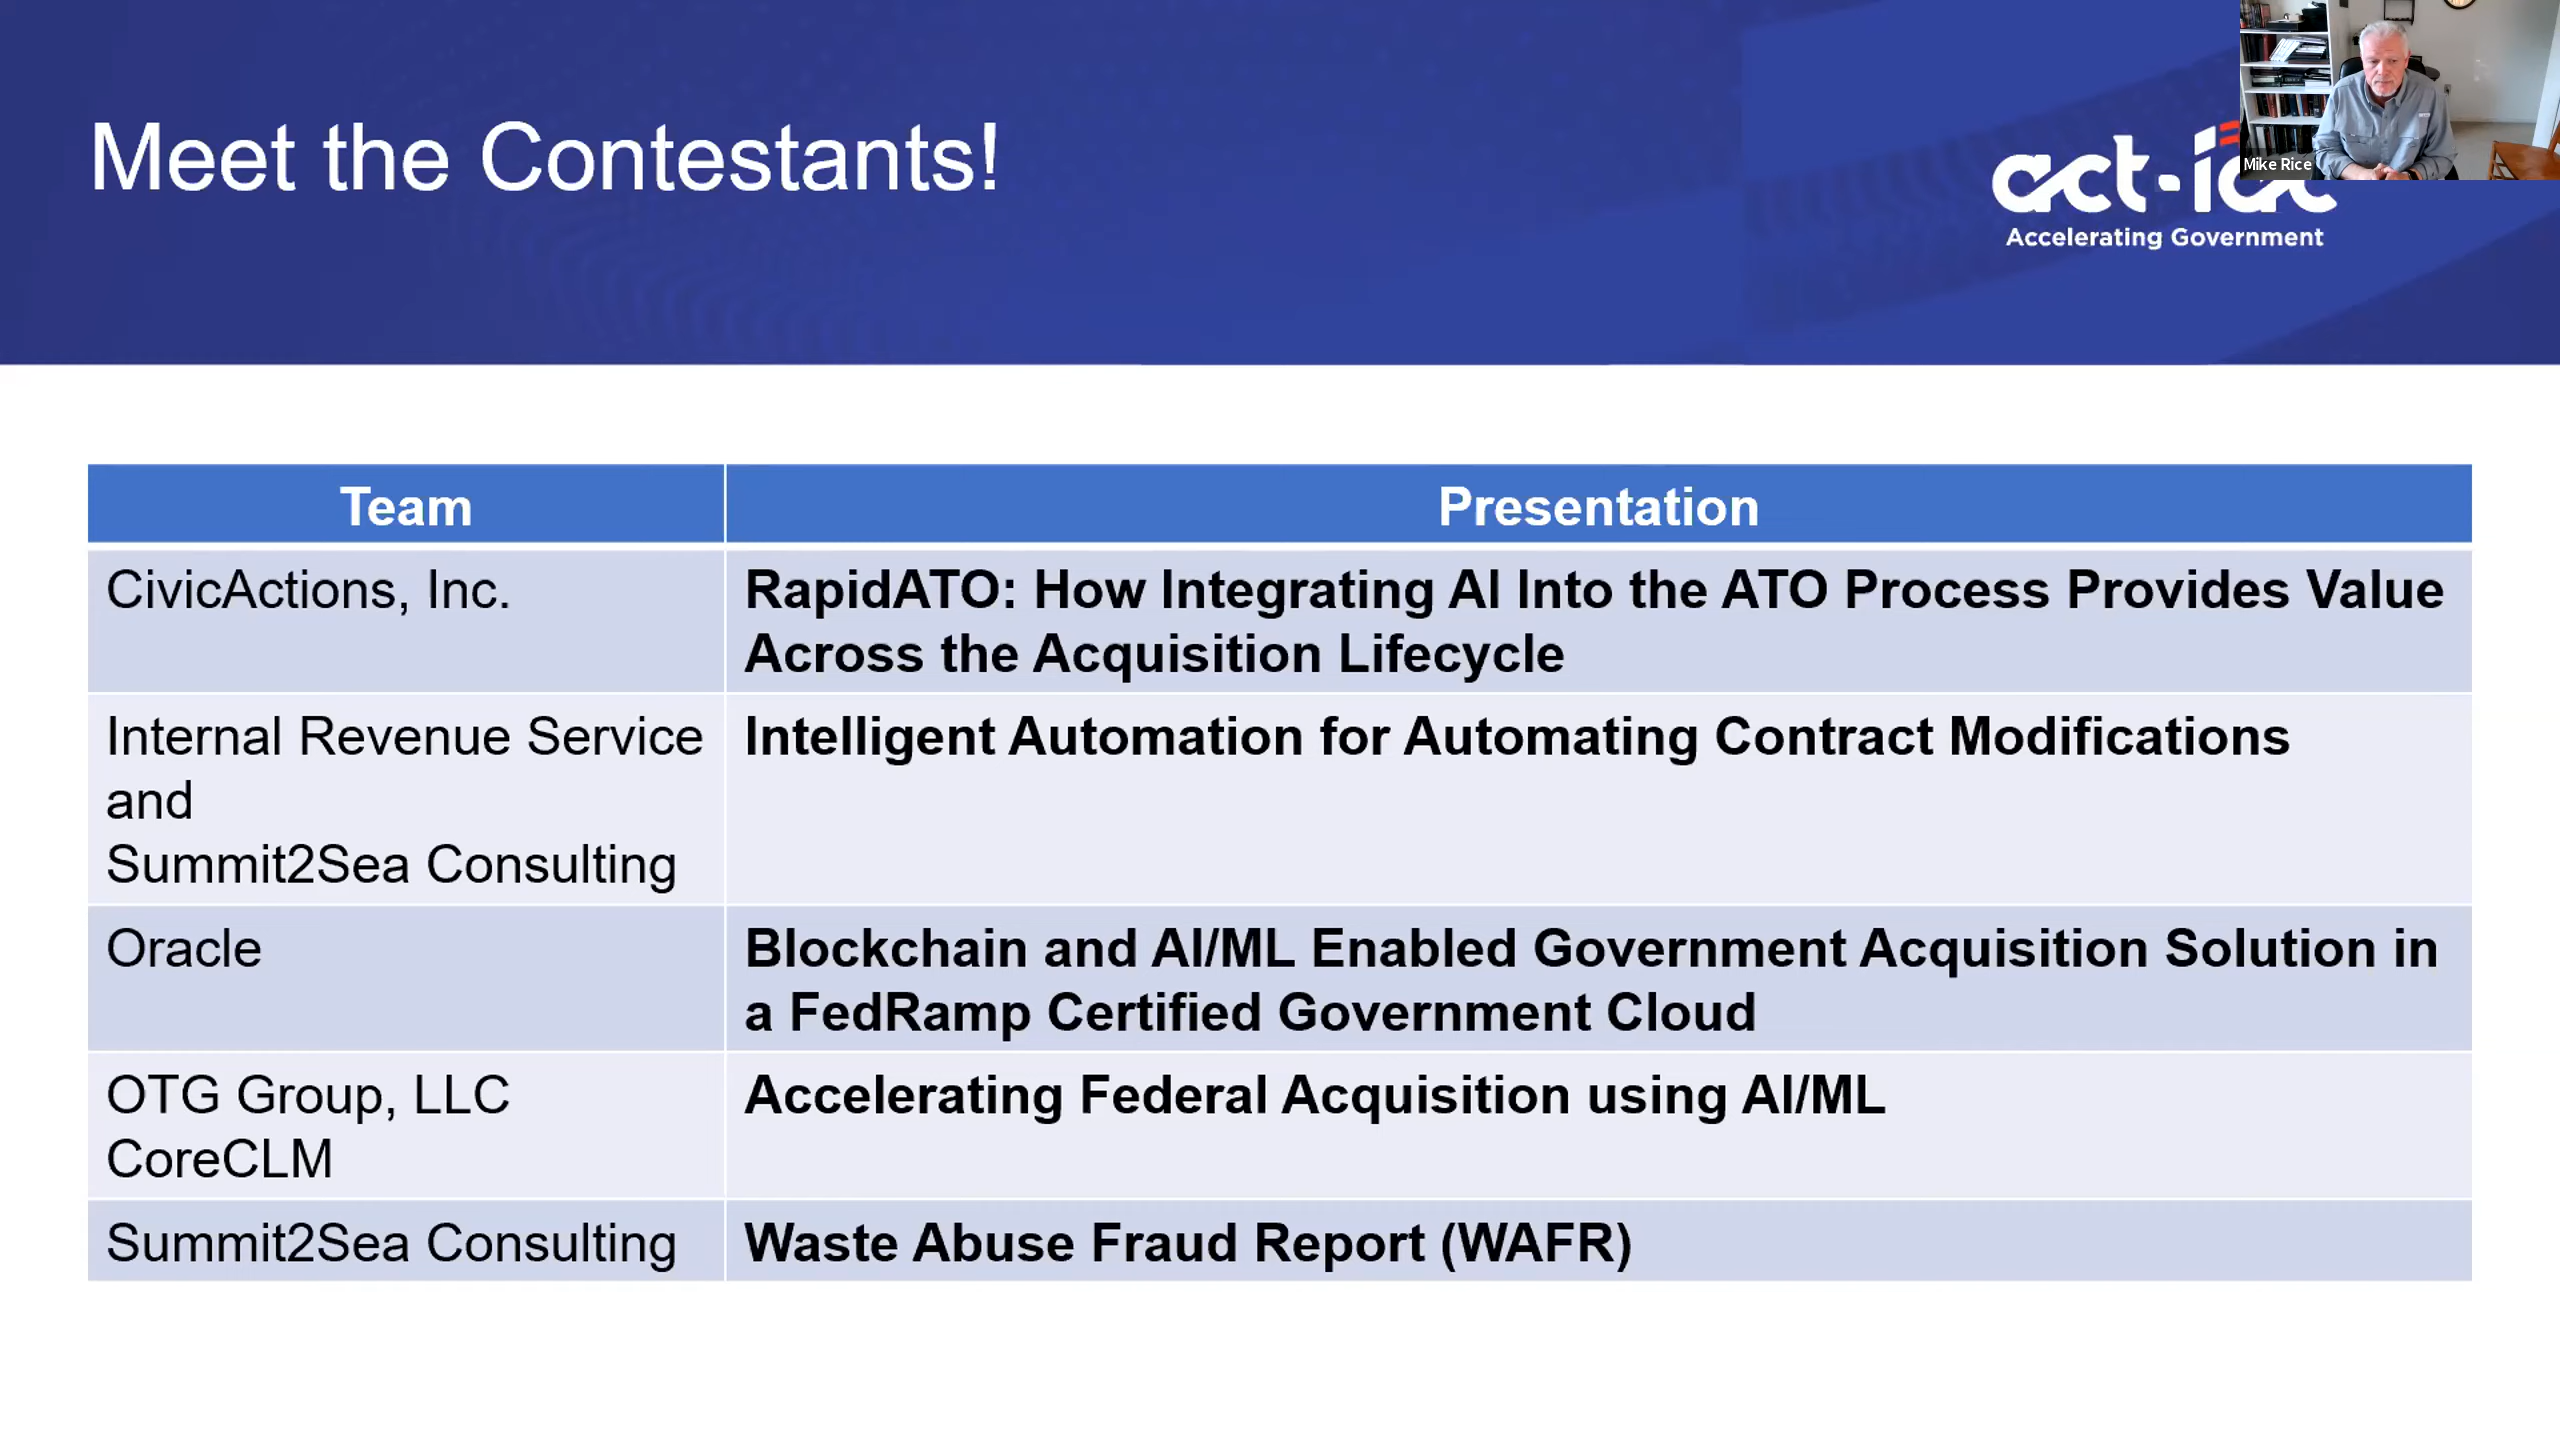 Meet the Contestants!
Mike Rice
act-iac
Accelerating Government
Team
Presentation
CivicActions, Inc.
RapidATO: How Integrating AI Into the ATO Process Provides Value
Across the Acquisition Lifecycle
Internal Revenue Service
and
Summit2Sea Consulting
Intelligent Automation for Automating Contract Modifications
Oracle
Blockchain and AI/ML Enabled Government Acquisition Solution in
a FedRamp Certified Government Cloud
OTG Group, LLC
CoreCLM
Accelerating Federal Acquisition using AI/ML
Summit2Sea Consulting
Waste Abuse Fraud Report (WAFR)